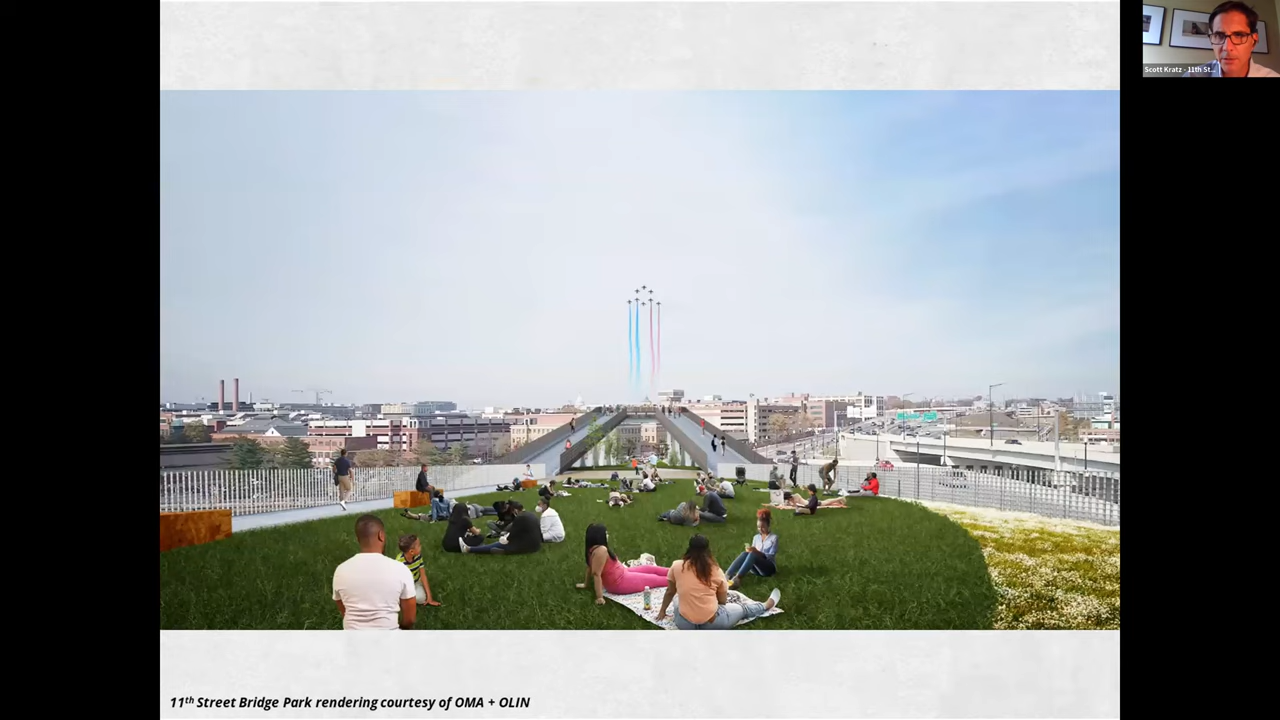 Scott Kratz - 11th St...
11th Street Bridge Park rendering courtesy of OMA + OLIN